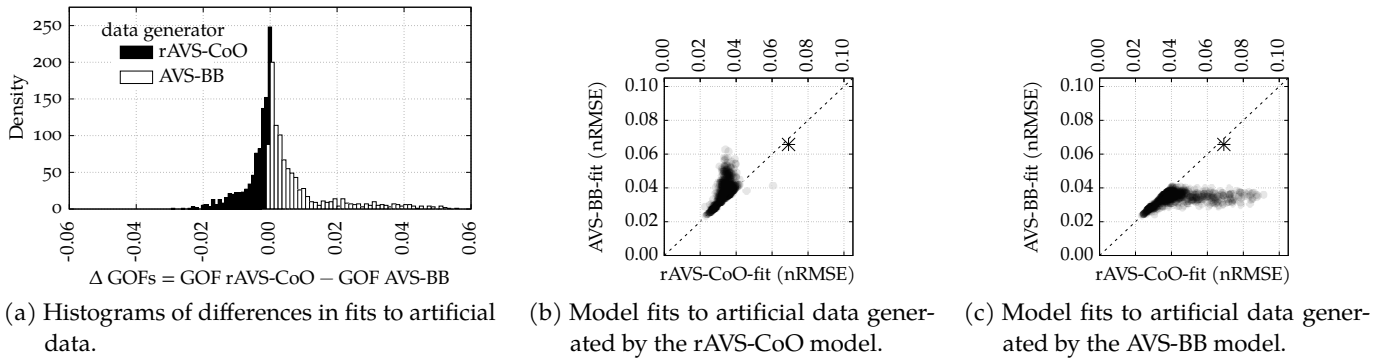 250
200
150
100
50
0
Density
data generator
rAVS-CoO
AVS-BB
-0.06
-0.04
-0.02
0.00
0.02
0.04
0.06
Δ GOFs = GOF rAVS-CoO − GOF AVS-BB
(a) Histograms of differences in fits to artificial
data.
0.00
0.02
0.04
0.06
0.08
0.10
0.10
0.08
0.06
0.04
0.02
0.00
AVS-BB-fit (nRMSE)
rAVS-CoO-fit (nRMSE)
(b) Model fits to artificial data gener-
ated by the rAVS-CoO model.
0.00
0.02
0.04
0.06
0.08
0.10
0.10
0.08
0.06
0.04
0.02
0.00
AVS-BB-fit (nRMSE)
rAVS-CoO-fit (nRMSE)
(c) Model fits to artificial data gener-
ated by the AVS-BB model.